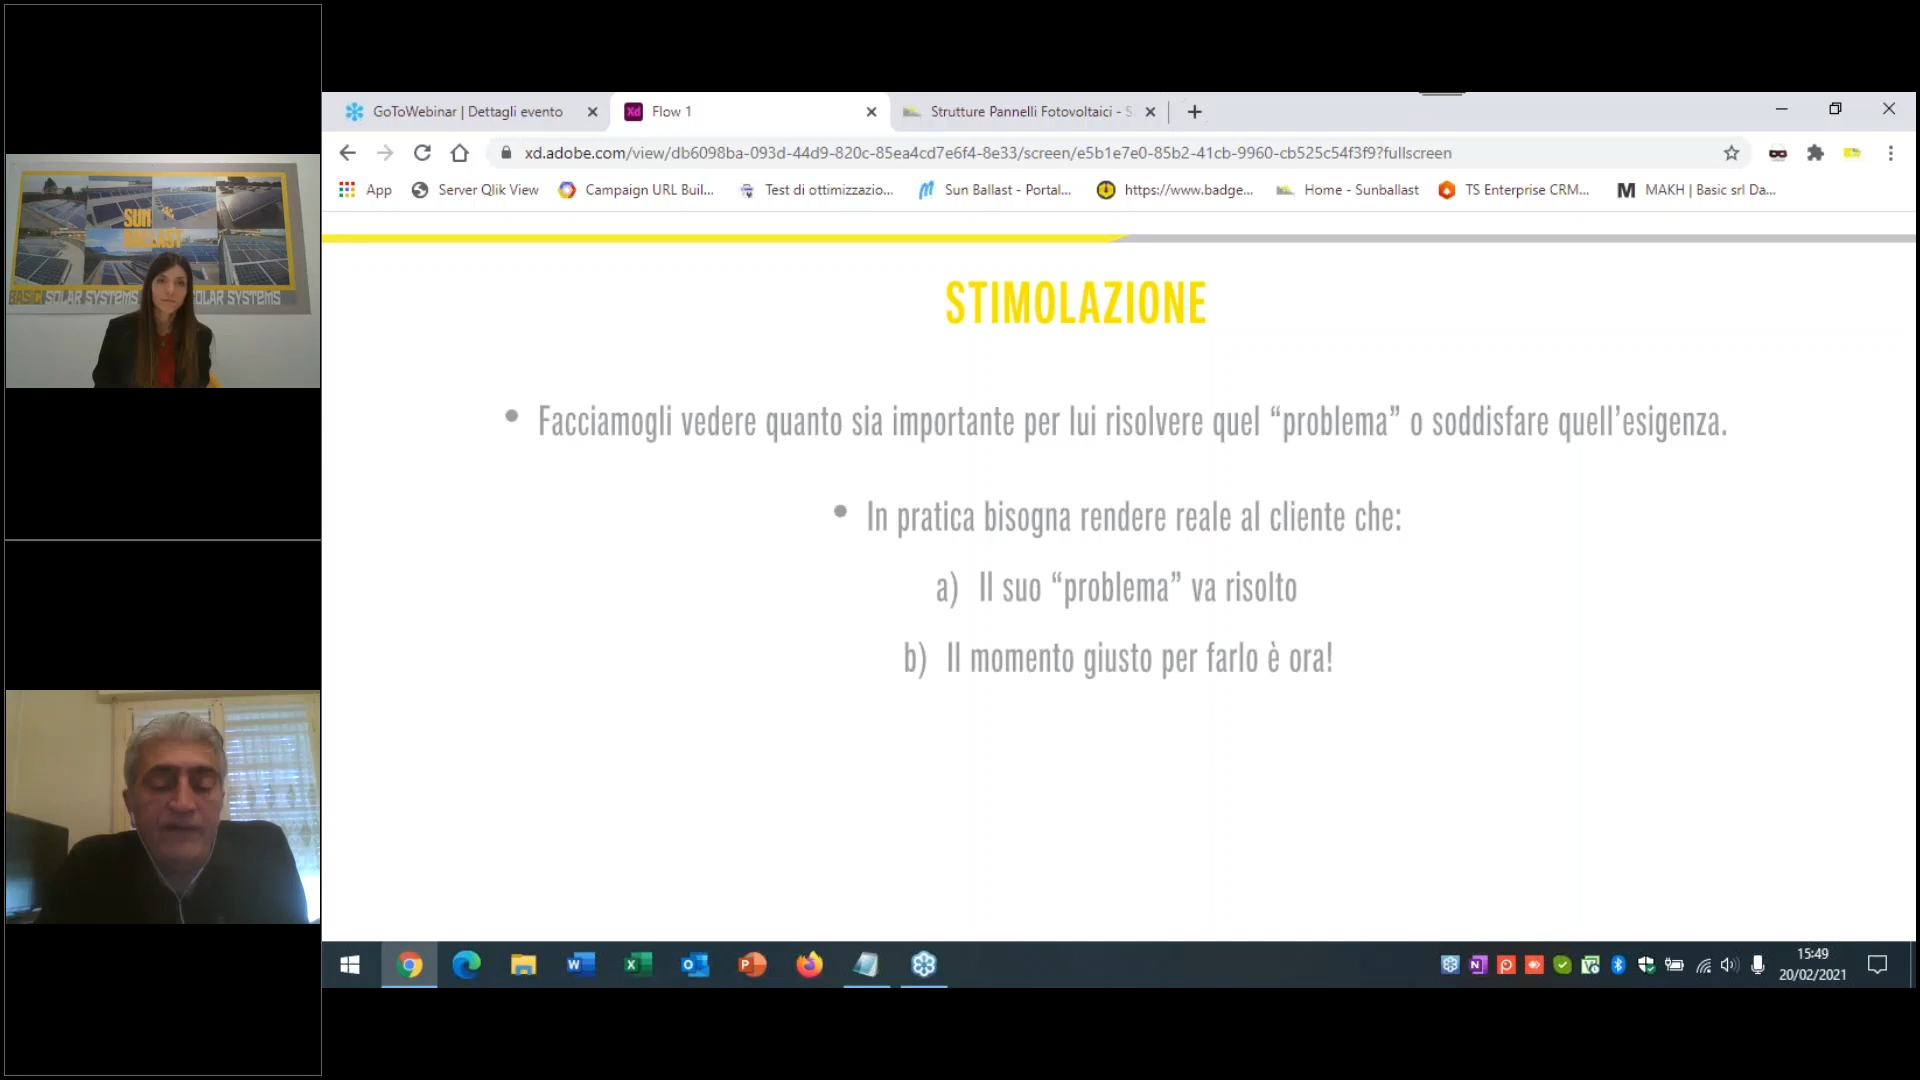 SUN
BALLAST
BASIC SOLAR SYSTEMS
OLAR SYSTEMS
GoToWebinar | Dettagli evento
Flow 1
Strutture Pannelli Fotovoltaici - S
xd.adobe.com/view/db6098ba-093d-44d9-820c-85ea4cd7e6f4-8e33/screen/e5b1e7e0-85b2-41cb-9960-cb525c54f3f9?fullscreen
App
Server Qlik View
Campaign URL Buil...
Test di ottimizzazio...
Sun Ballast - Portal...
https://www.badge...
Home - Sunballast
TS Enterprise CRM...
MAKH | Basic srl Da...
STIMOLAZIONE
• Facciamogli vedere quanto sia importante per lui risolvere quel “problema” o soddisfare quell’esigenza.
• In pratica bisogna rendere reale al cliente che:
a) Il suo “problema” va risolto
b) Il momento giusto per farlo è ora!
15:49
20/02/2021